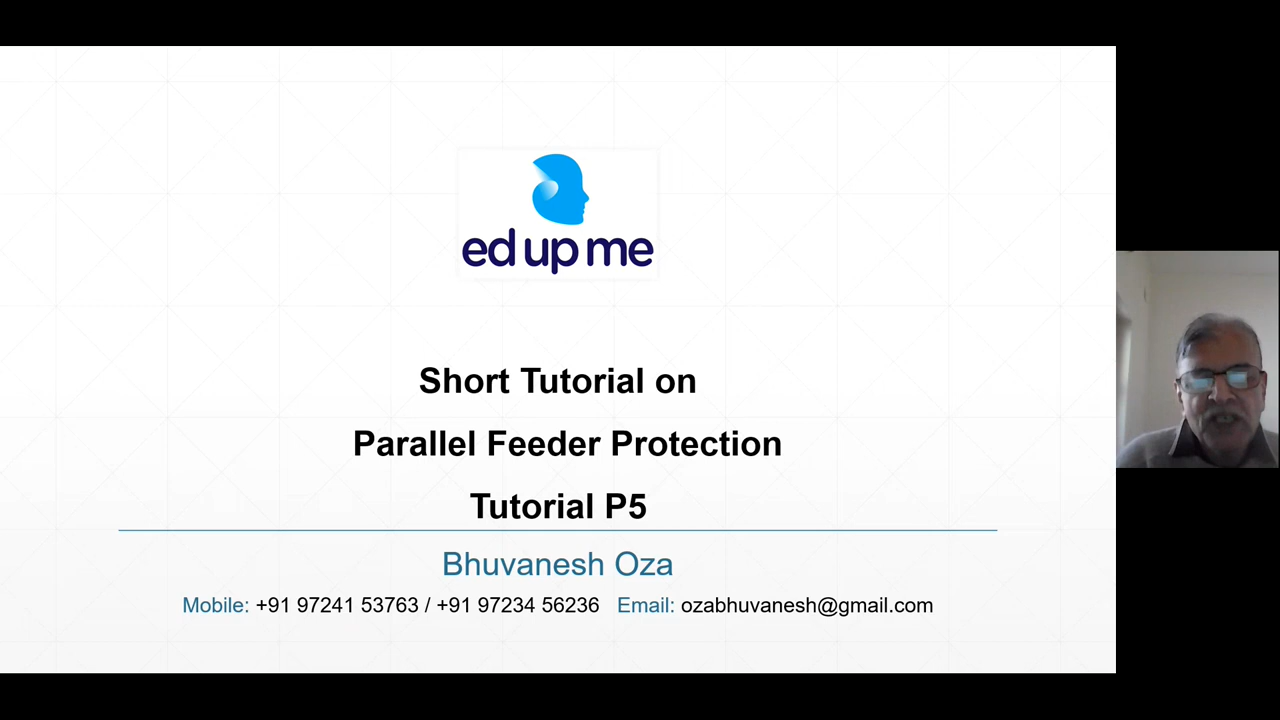 ed up me
Short Tutorial on
Parallel Feeder Protection
Tutorial P5
Bhuvanesh Oza
Mobile: +91 97241 53763 / +91 97234 56236 Email: ozabhuvanesh@gmail.com